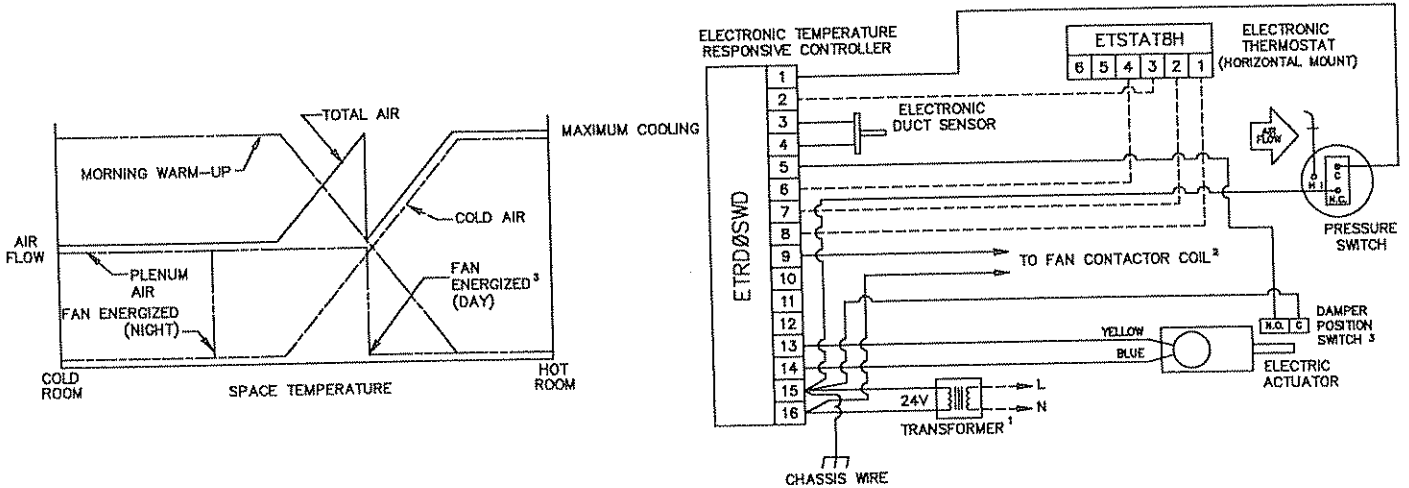 TOTAL AIR
MORNING WARM-UP
MAXIMUM COOLING
COLD AIR
AIR
FLOW
PLENUM
AIR
FAN
ENERGIZED³
(DAY)
FAN ENERGIZED
(NIGHT)
COLD
ROOM
SPACE TEMPERATURE
HOT
ROOM
ELECTRONIC TEMPERATURE
RESPONSIVE CONTROLLER
ETRDØSWD
1
2
3
4
5
6
7
8
9
10
11
12
13
14
15
16
ETSTAT8H
6 5 4 3 2 1
ELECTRONIC
THERMOSTAT
(HORIZONTAL MOUNT)
ELECTRONIC
DUCT SENSOR
AIR
FLOW
H I
C
N.C.
PRESSURE
SWITCH
TO FAN CONTACTOR COIL²
N.O. C
DAMPER
POSITION
SWITCH ³
YELLOW
BLUE
ELECTRIC
ACTUATOR
24V
L
N
TRANSFORMER¹
CHASSIS WIRE